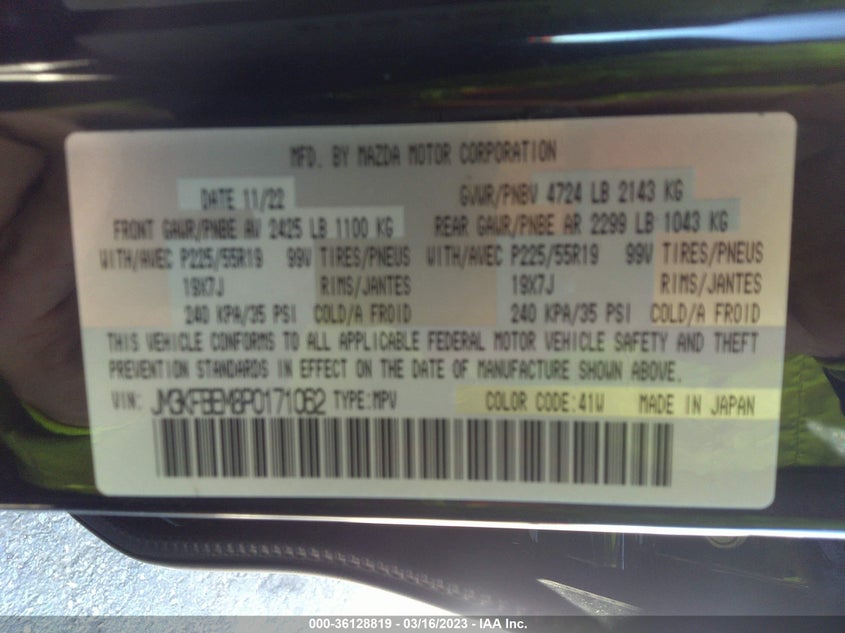 MFD. BY MAZDA MOTOR CORPORATION
DATE 11/22 GVWR/PNBV 4724 LB 2143 KG
FRONT GAWR/PNBE AV 2425 LB 1100 KG REAR GAWR/PNBE AR 2299 LB 1043 KG
WITH/AVEC P225/55R19 99V TIRES/PNEUS WITH/AVEC P225/55R19 99V TIRES/PNEUS
19X7J RIMS/JANTES 19X7J RIMS/JANTES
240 KPA/35 PSI COLD/A FROID 240 KPA/35 PSI COLD/A FROID
THIS VEHICLE CONFORMS TO ALL APPLICABLE FEDERAL MOTOR VEHICLE SAFETY AND THEFT
PREVENTION STANDARDS IN EFFECT ON THE DATE OF MANUFACTURE SHOWN ABOVE.
VIN: JM3KFBEM8P0171062 TYPE:MPV COLOR CODE:41W MADE IN JAPAN
000-36128819 - 03/16/2023 - IAA Inc.